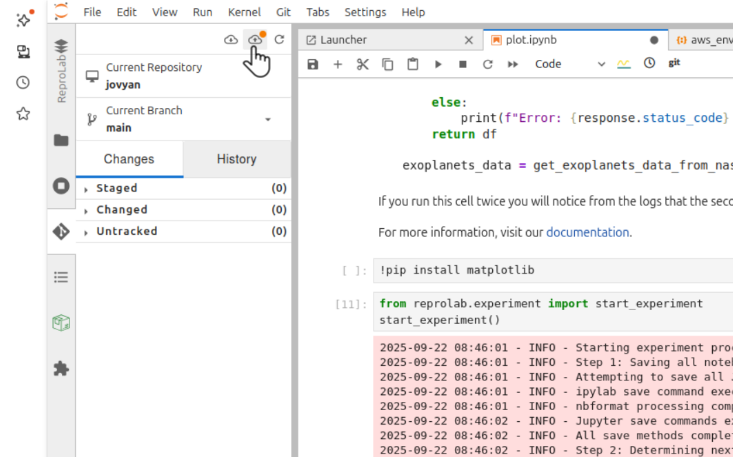 File Edit View Run Kernel Git Tabs Settings Help
ReproLab
Current Repository
jovyan
Current Branch
main
Changes History
Staged (0)
Changed (0)
Untracked (0)
Launcher plot.ipynb
Code git
else:
print(f"Error: {response.status_code}
return df
exoplanets_data = get_exoplanets_data_from_nas
If you run this cell twice you will notice from the logs that the seco
For more information, visit our documentation.
[ ]: !pip install matplotlib
[11]: from reprolab.experiment import start_experiment
start_experiment()
2025-09-22 08:46:01 - INFO - Starting experiment pro
2025-09-22 08:46:01 - INFO - Step 1: Saving all note
2025-09-22 08:46:01 - INFO - Attempting to save all
2025-09-22 08:46:01 - INFO - ipylab save command exe
2025-09-22 08:46:01 - INFO - nbformat processing comp
2025-09-22 08:46:02 - INFO - Jupyter save commands e
2025-09-22 08:46:02 - INFO - All save methods comple
2025-09-22 08:46:02 - INFO - Step 2: Determining nex